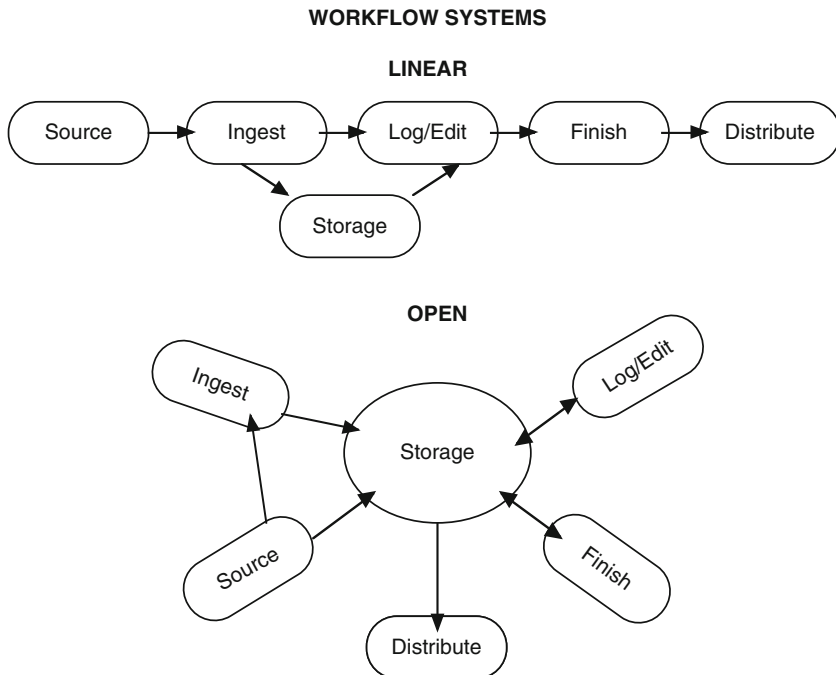 WORKFLOW SYSTEMS
LINEAR
Source
Ingest
Log/Edit
Finish
Distribute
Storage
OPEN
Ingest
Log/Edit
Storage
Source
Finish
Distribute